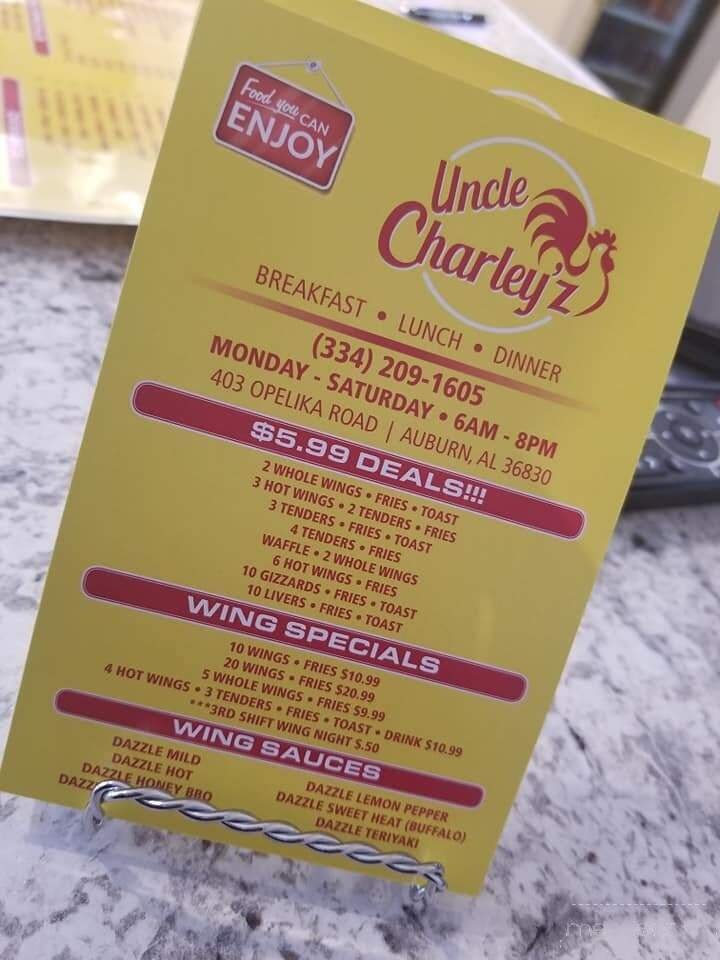 Food you CAN
ENJOY
Uncle
Charley'z
BREAKFAST • LUNCH • DINNER
(334) 209-1605
MONDAY - SATURDAY • 6AM - 8PM
403 OPELIKA ROAD | AUBURN, AL 36830
$5.99 DEALS!!!
2 WHOLE WINGS • FRIES • TOAST
3 HOT WINGS • 2 TENDERS • FRIES
3 TENDERS • FRIES • TOAST
4 TENDERS • FRIES
WAFFLE • 2 WHOLE WINGS
6 HOT WINGS • FRIES
10 GIZZARDS • FRIES • TOAST
10 LIVERS • FRIES • TOAST
WING SPECIALS
10 WINGS • FRIES $10.99
20 WINGS • FRIES $20.99
5 WHOLE WINGS • FRIES $9.99
4 HOT WINGS • 3 TENDERS • FRIES • TOAST • DRINK $10.99
***3RD SHIFT WING NIGHT $.50
WING SAUCES
DAZZLE MILD
DAZZLE HOT
DAZZLE HONEY BBQ
DAZZLE LEMON PEPPER
DAZZLE SWEET HEAT (BUFFALO)
DAZZLE TERIYAKI